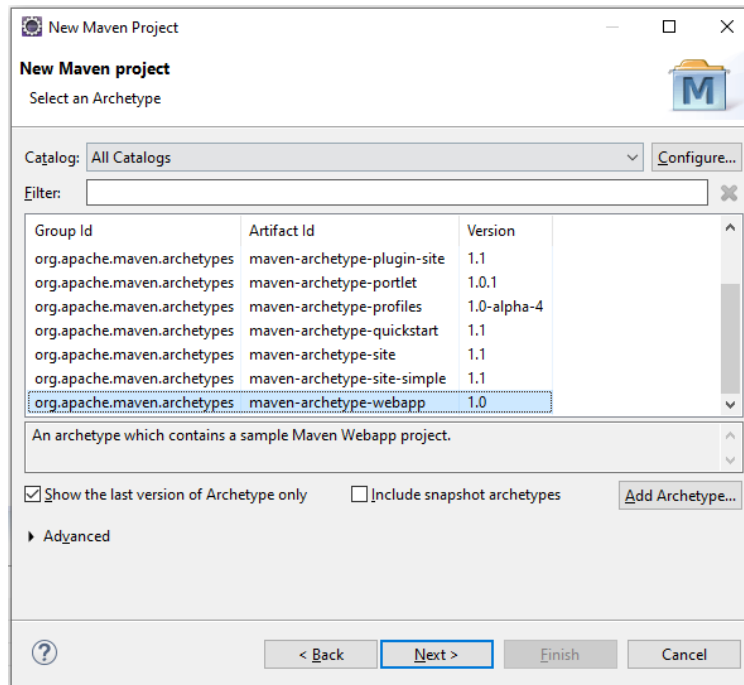 New Maven Project
New Maven project
Select an Archetype
M
Catalog: All Catalogs Configure...
Filter:
Group Id Artifact Id Version
org.apache.maven.archetypes maven-archetype-plugin-site 1.1
org.apache.maven.archetypes maven-archetype-portlet 1.0.1
org.apache.maven.archetypes maven-archetype-profiles 1.0-alpha-4
org.apache.maven.archetypes maven-archetype-quickstart 1.1
org.apache.maven.archetypes maven-archetype-site 1.1
org.apache.maven.archetypes maven-archetype-site-simple 1.1
org.apache.maven.archetypes maven-archetype-webapp 1.0
An archetype which contains a sample Maven Webapp project.
Show the last version of Archetype only Include snapshot archetypes Add Archetype...
Advanced
? < Back Next > Finish Cancel